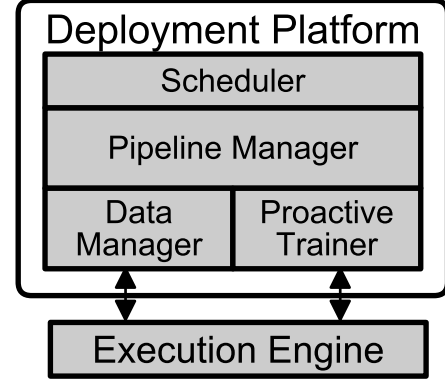 Deployment Platform
Scheduler
Pipeline Manager
Data
Manager
Proactive
Trainer
Execution Engine